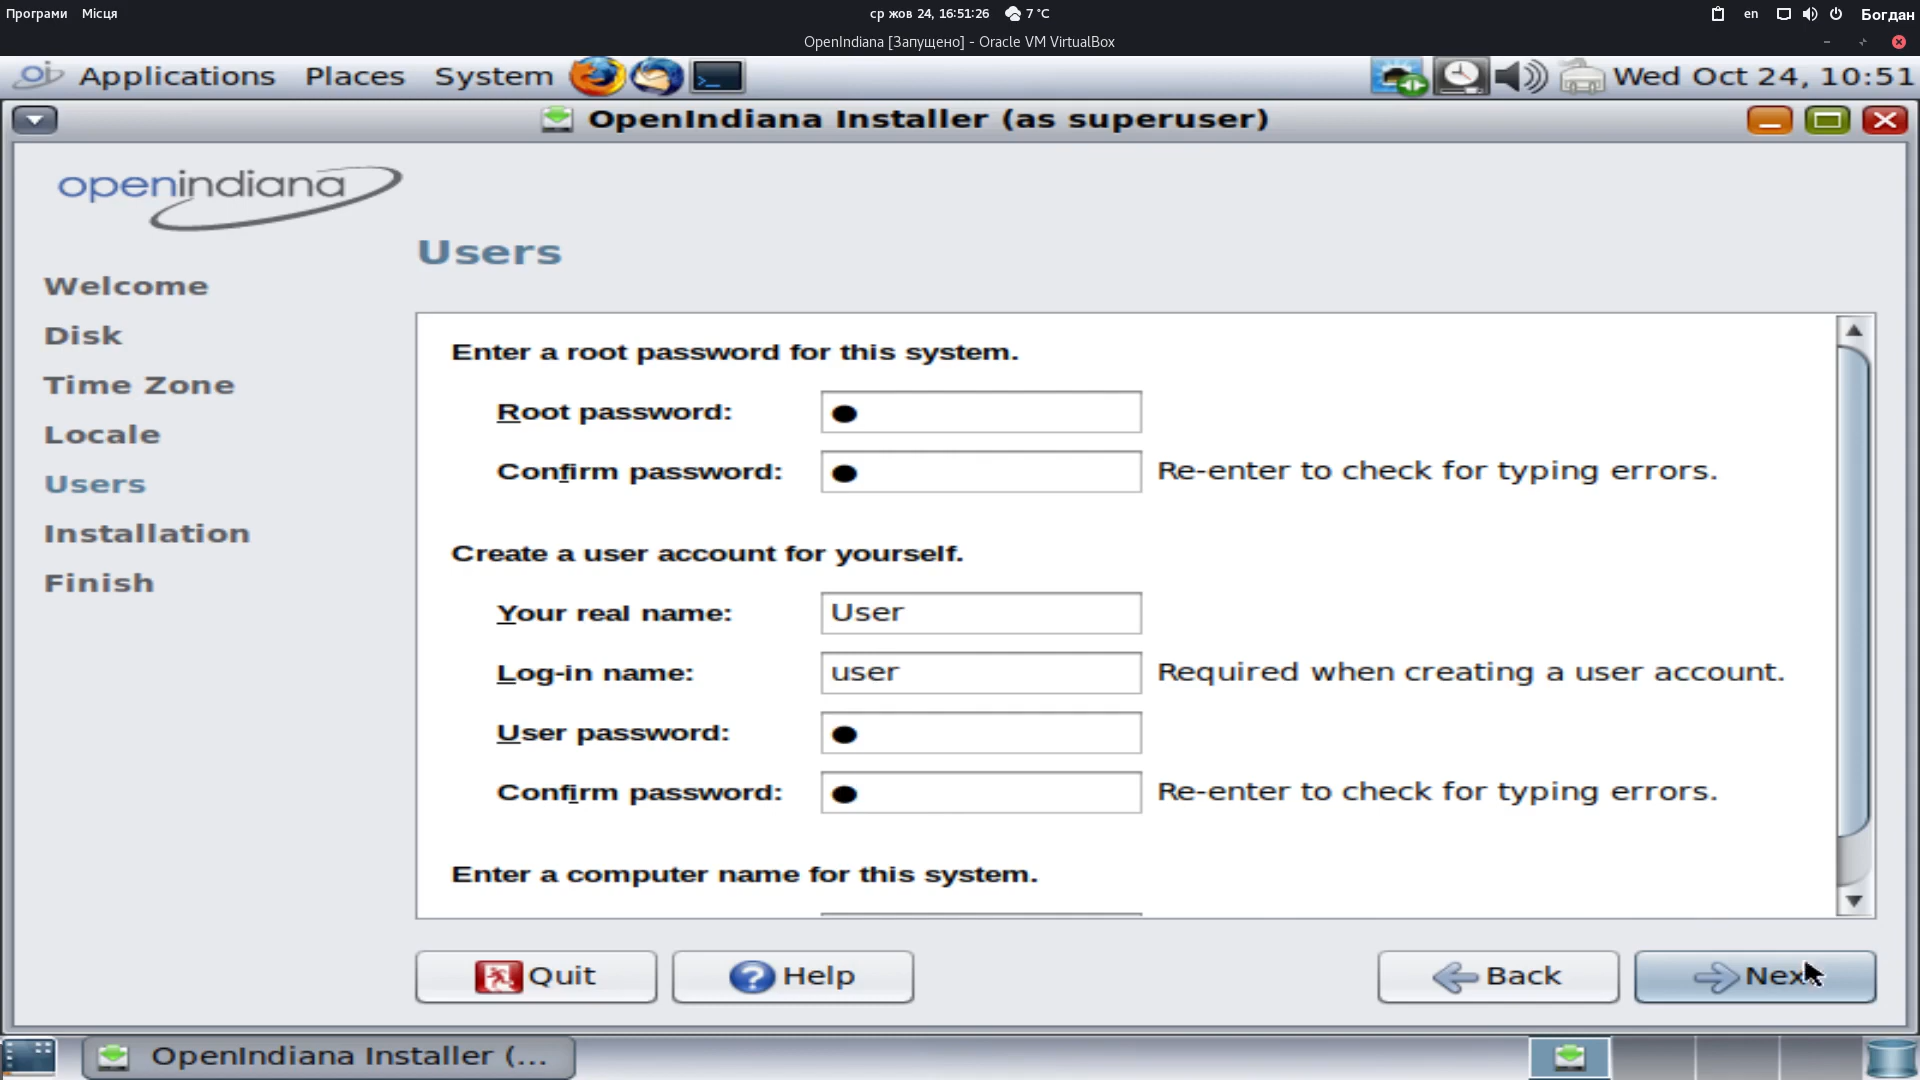 Програми Місця ср жов 24, 16:51:26 7 °C en Богдан
OpenIndiana [Запущено] - Oracle VM VirtualBox
Applications Places System Wed Oct 24, 10:51
OpenIndiana Installer (as superuser)
openindiana
Users
Welcome
Disk
Time Zone
Locale
Users
Installation
Finish
Enter a root password for this system.
Root password:
Confirm password: Re-enter to check for typing errors.
Create a user account for yourself.
Your real name: User
Log-in name: user Required when creating a user account.
User password:
Confirm password: Re-enter to check for typing errors.
Enter a computer name for this system.
Quit Help Back Next
OpenIndiana Installer (...